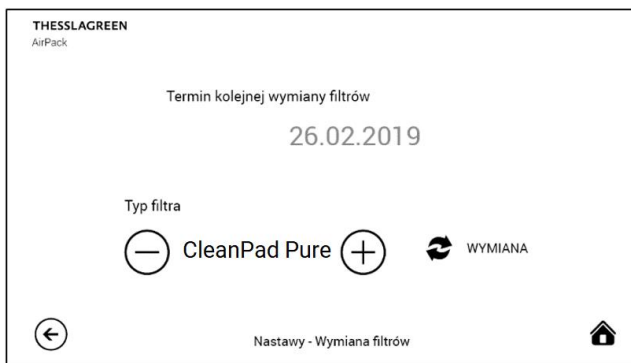 THESSLAGREEN
AirPack
Termin kolejnej wymiany filtrów
26.02.2019
Typ filtra
CleanPad Pure
WYMIANA
Nastawy - Wymiana filtrów